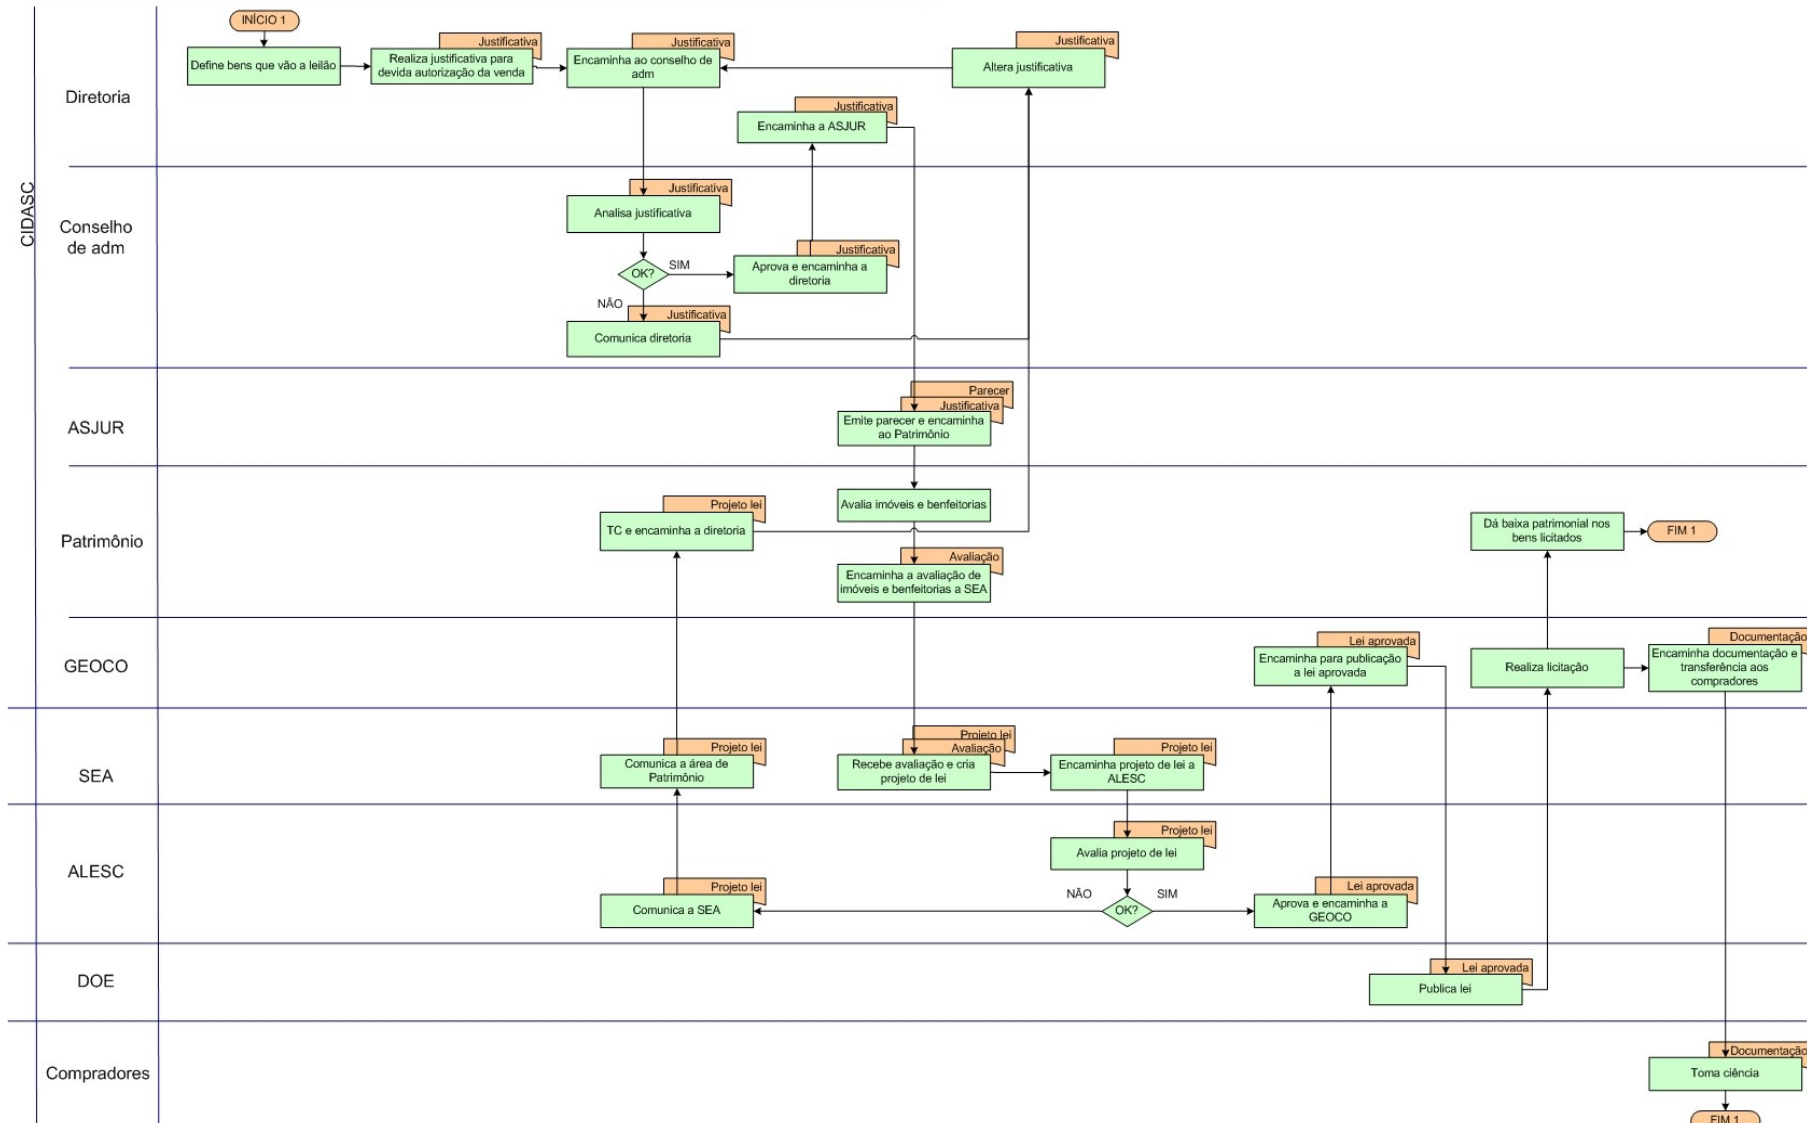 INÍCIO 1
Justificativa
Justificativa
Justificativa
Define bens que vão a leilão
Realiza justificativa para
devida autorização da venda
Encaminha ao conselho de
adm
Altera justificativa
Diretoria
Justificativa
Encaminha a ASJUR
CIDASC
Justificativa
Analisa justificativa
Conselho
de adm
OK?
SIM
Justificativa
Aprova e encaminha a
diretoria
NÃO
Justificativa
Comunica diretoria
Parecer
Justificativa
ASJUR
Emite parecer e encaminha
ao Patrimônio
Projeto lei
Avalia imóveis e benfeitorias
TC e encaminha a diretoria
Patrimônio
Dá baixa patrimonial nos
bens licitados
FIM 1
Avaliação
Encaminha a avaliação de
imóveis e benfeitorias a SEA
Lei aprovada
Documentação
GEOCO
Encaminha para publicação
a lei aprovada
Realiza licitação
Encaminha documentação e
transferência aos
compradores
Projeto lei
Projeto lei
Avaliação
Projeto lei
SEA
Comunica a área de
Patrimônio
Recebe avaliação e cria
projeto de lei
Encaminha projeto de lei a
ALESC
Projeto lei
Avalia projeto de lei
ALESC
Projeto lei
NÃO
SIM
Lei aprovada
Comunica a SEA
OK?
Aprova e encaminha a
GEOCO
DOE
Lei aprovada
Publica lei
Documentação
Compradores
Toma ciência
FIM 1